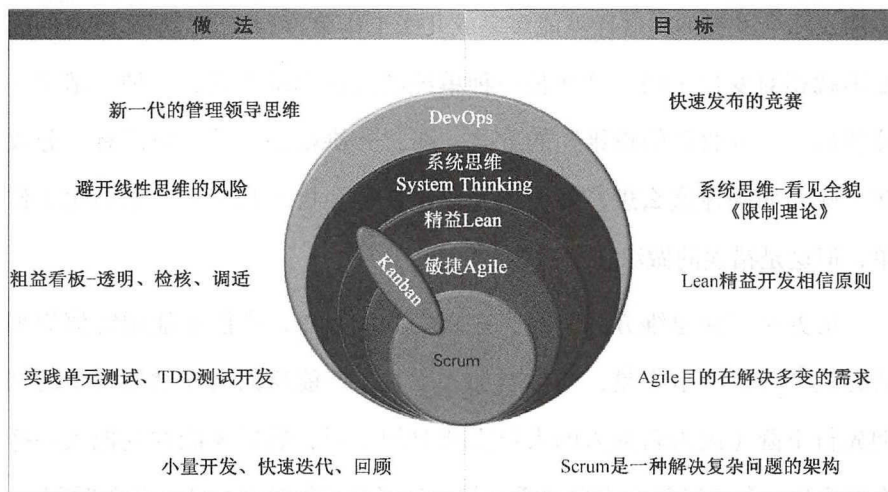 做 法
目 标
新一代的管理领导思维
DevOps
快速发布的竞赛
避开线性思维的风险
系统思维
System Thinking
系统思维-看见全貌
《限制理论》
精益Lean
粗益看板-透明、检核、调适
Kanban
敏捷Agile
Lean精益开发相信原则
Scrum
实践单元测试、TDD测试开发
Agile目的在解决多变的需求
小量开发、快速迭代、回顾
Scrum是一种解决复杂问题的架构